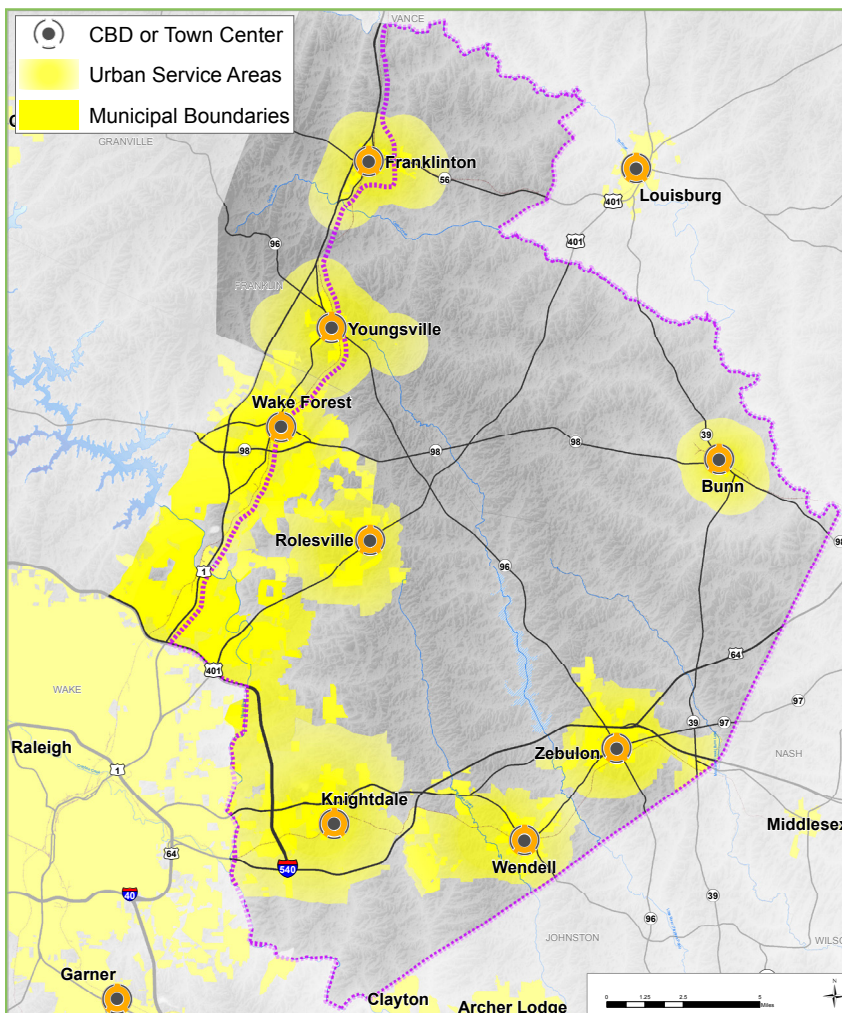 VANCE
CBD or Town Center
Urban Service Areas
Municipal Boundaries
GRANVILLE
Franklinton
56
Louisburg
401
401
96
FRANKLIN
Youngsville
Wake Forest
98
98
98
39
Bunn
Rolesville
98
96
1
401
64
WAKE
39
97
97
Raleigh
1
Zebulon
NASH
Knightdale
Middlesex
64
Wendell
540
40
39
96
JOHNSTON
WILSO
Garner
Clayton
Archer Lodge
N
0 1.25 2.5 5
Miles